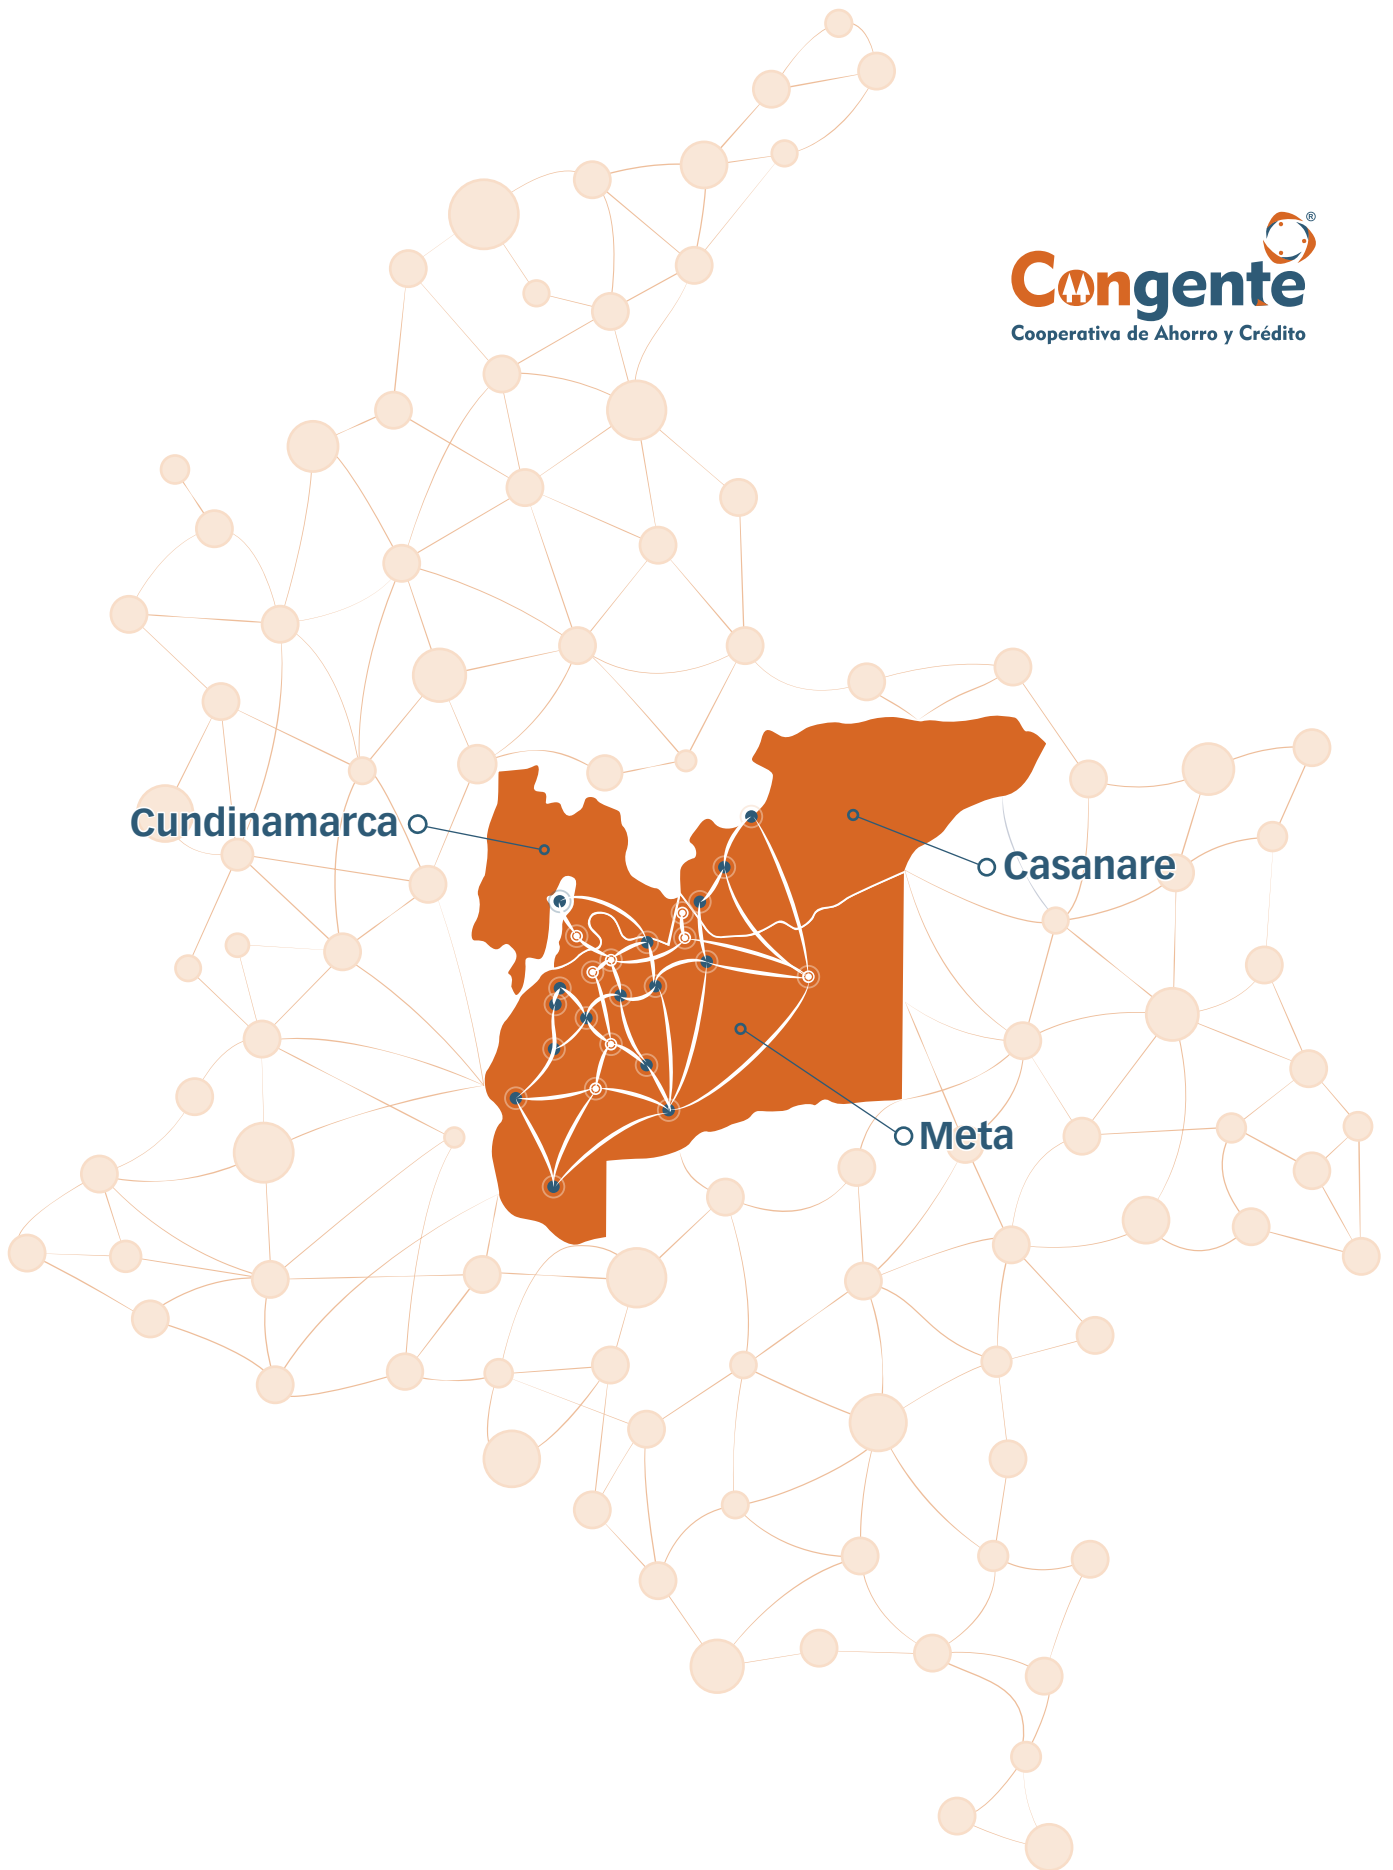 Congente®
Cooperativa de Ahorro y Crédito
Cundinamarca
Casanare
Meta